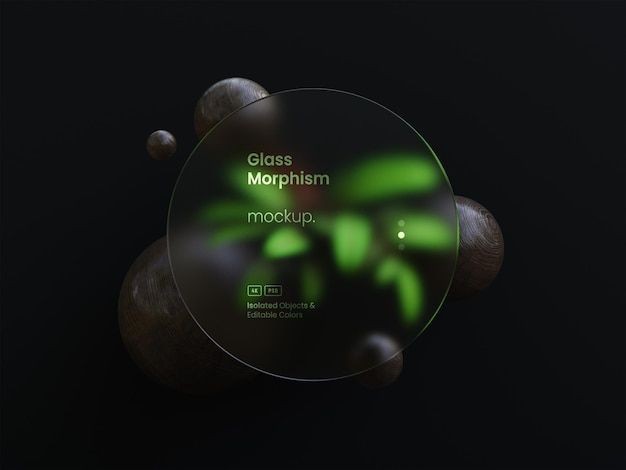 Glass
Morphism
mockup.
4K PSD
Isolated Objects &
Editable Colors